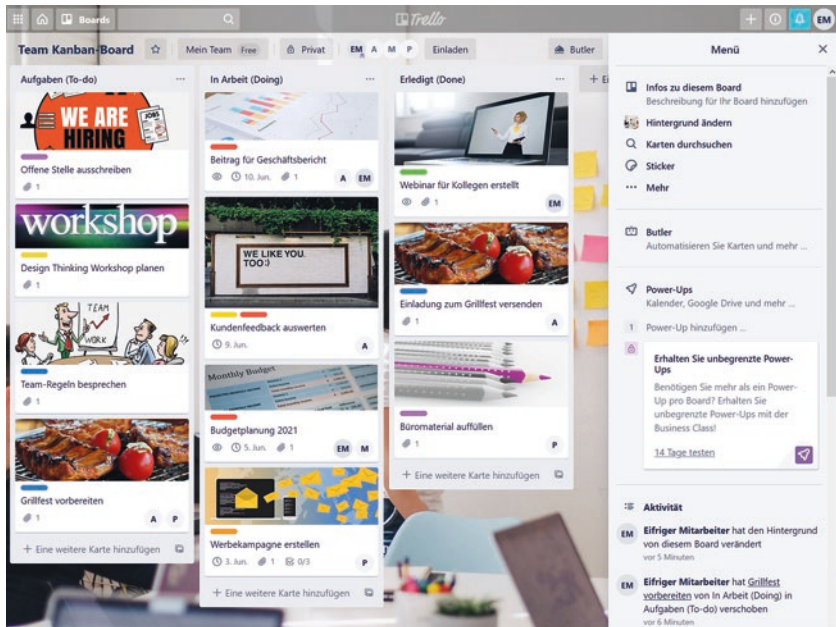 Boards
Trello
EM
Team Kanban-Board
Mein Team Free
Privat
EM A M P
Einladen
Butler
Menü
Aufgaben (To-do)
WE ARE
HIRING
JOBS
Offene Stelle ausschreiben
1
workshop
Design Thinking Workshop planen
1
TEAM
WORK
Team-Regeln besprechen
1
Grillfest vorbereiten
1 A P
+ Eine weitere Karte hinzufügen
In Arbeit (Doing)
Beitrag für Geschäftsbericht
10. Jun. 1 A EM
WE LIKE YOU.
TOO:)
Kundenfeedback auswerten
9. Jun. A
Monthly Budget
Budgetplanung 2021
5. Jun. 1 EM M
Werbekampagne erstellen
3. Jun. 1 0/3 P
+ Eine weitere Karte hinzufügen
Erledigt (Done)
Webinar für Kollegen erstellt
1 EM
Einladung zum Grillfest versenden
1 A
Büromaterial auffüllen
1 P
+ Eine weitere Karte hinzufügen
Infos zu diesem Board
Beschreibung für Ihr Board hinzufügen
Hintergrund ändern
Karten durchsuchen
Sticker
Mehr
Butler
Automatisieren Sie Karten und mehr ...
Power-Ups
Kalender, Google Drive und mehr ...
1 Power-Up hinzufügen ...
Erhalten Sie unbegrenzte Power-
Ups
Benötigen Sie mehr als ein Power-
Up pro Board? Erhalten Sie
unbegrenzte Power-Ups mit der
Business Class!
14 Tage testen
Aktivität
EM Eifriger Mitarbeiter hat den Hintergrund
von diesem Board verändert
vor 5 Minuten
EM Eifriger Mitarbeiter hat Grillfest
vorbereiten von In Arbeit (Doing) in
Aufgaben (To-do) verschoben
vor 6 Minuten